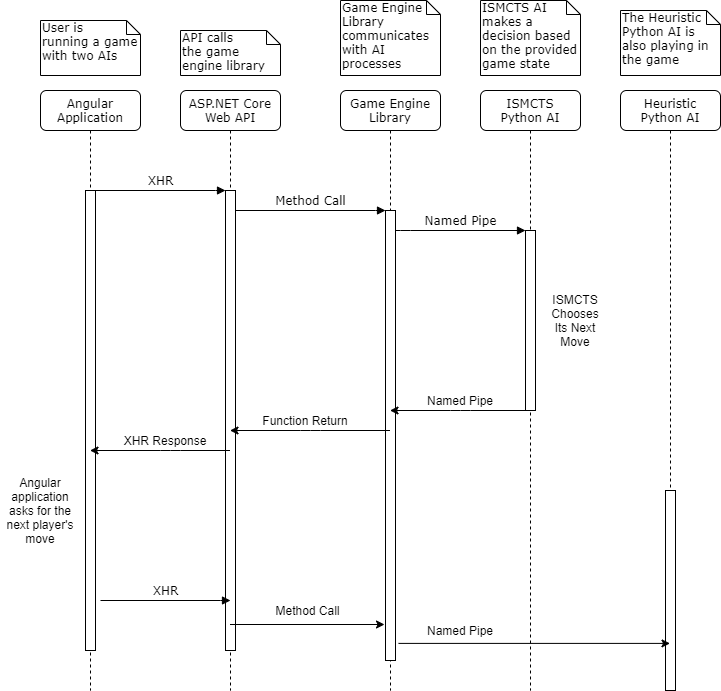 User is
running a game
with two AIs
API calls
the game
engine library
Game Engine
Library
communicates
with AI
processes
ISMCTS AI
makes a
decision based
on the provided
game state
The Heuristic
Python AI is
also playing in
the game
Angular
Application
ASP.NET Core
Web API
Game Engine
Library
ISMCTS
Python AI
Heuristic
Python AI
XHR
Method Call
Named Pipe
ISMCTS
Chooses
Its Next
Move
Named Pipe
Function Return
XHR Response
Angular
application
asks for the
next player's
move
XHR
Method Call
Named Pipe